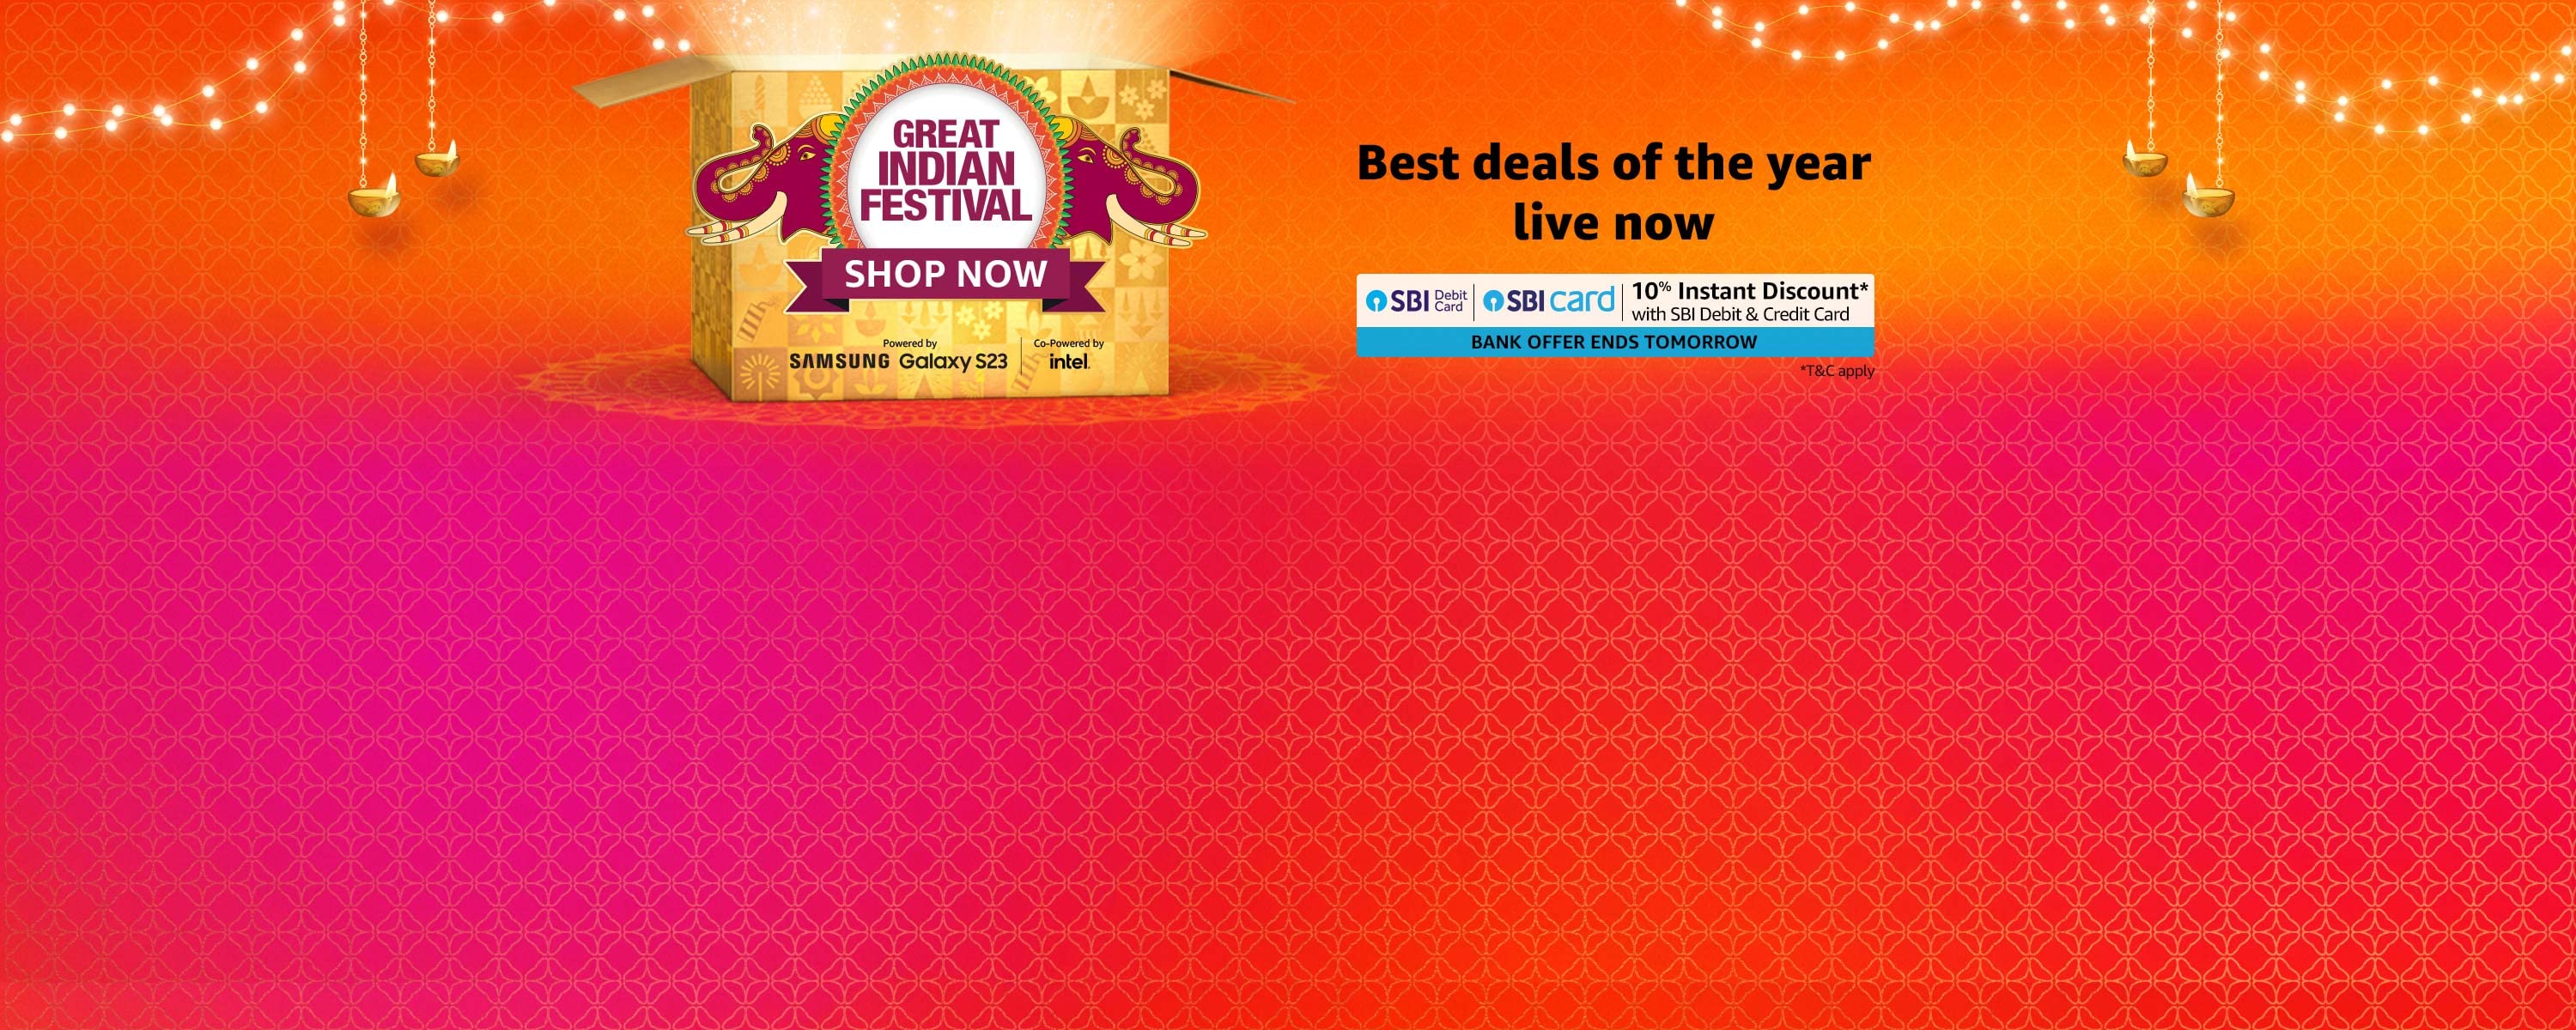 GREAT
INDIAN
FESTIVAL
SHOP NOW
Powered by
SAMSUNG Galaxy S23
Co-Powered by
intel.
Best deals of the year
live now
SBI Debit Card
SBI card
10% Instant Discount*
with SBI Debit & Credit Card
BANK OFFER ENDS TOMORROW
*T&C apply